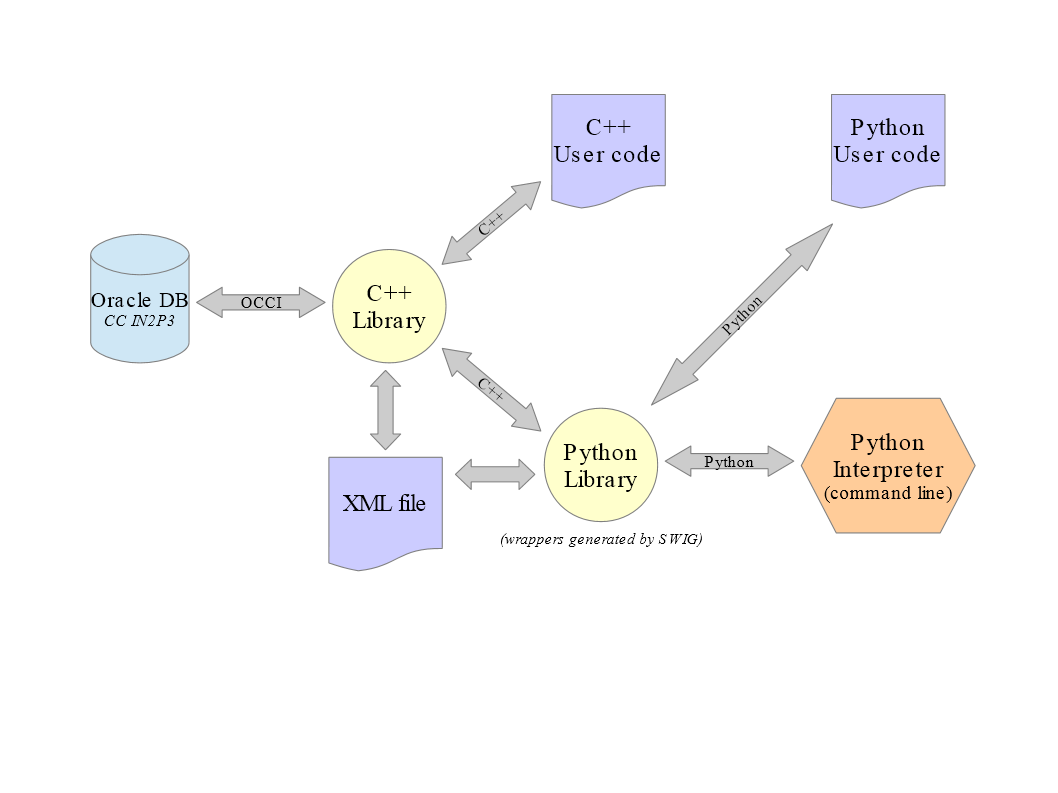 C++
User code
Python
User code
C++
Oracle DB
CC IN2P3
OCCI
C++
Library
Python
C++
Python
Library
Python
Python
Interpreter
(command line)
XML file
(wrappers generated by SWIG)